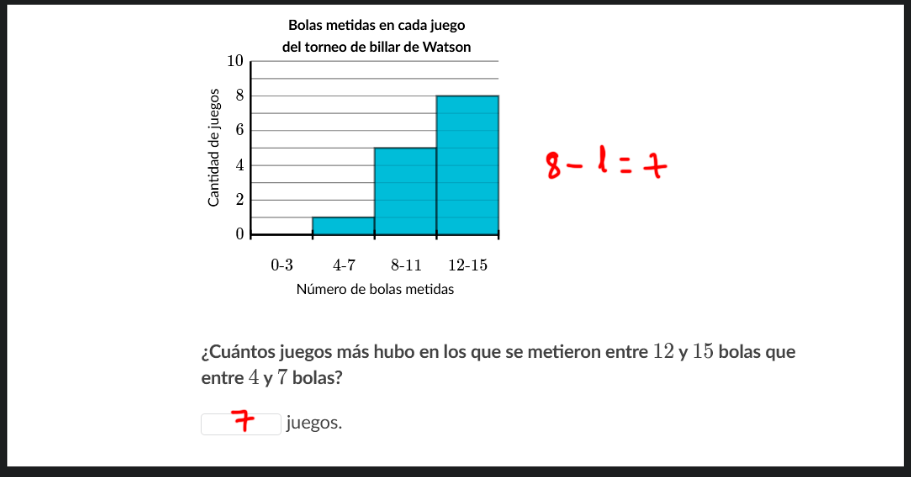 Bolas metidas en cada juego
del torneo de billar de Watson
10
8
6
4
2
0
Cantidad de juegos
0-3 4-7 8-11 12-15
Número de bolas metidas
8-1=7
¿Cuántos juegos más hubo en los que se metieron entre 12 y 15 bolas que
entre 4 y 7 bolas?
7 juegos.